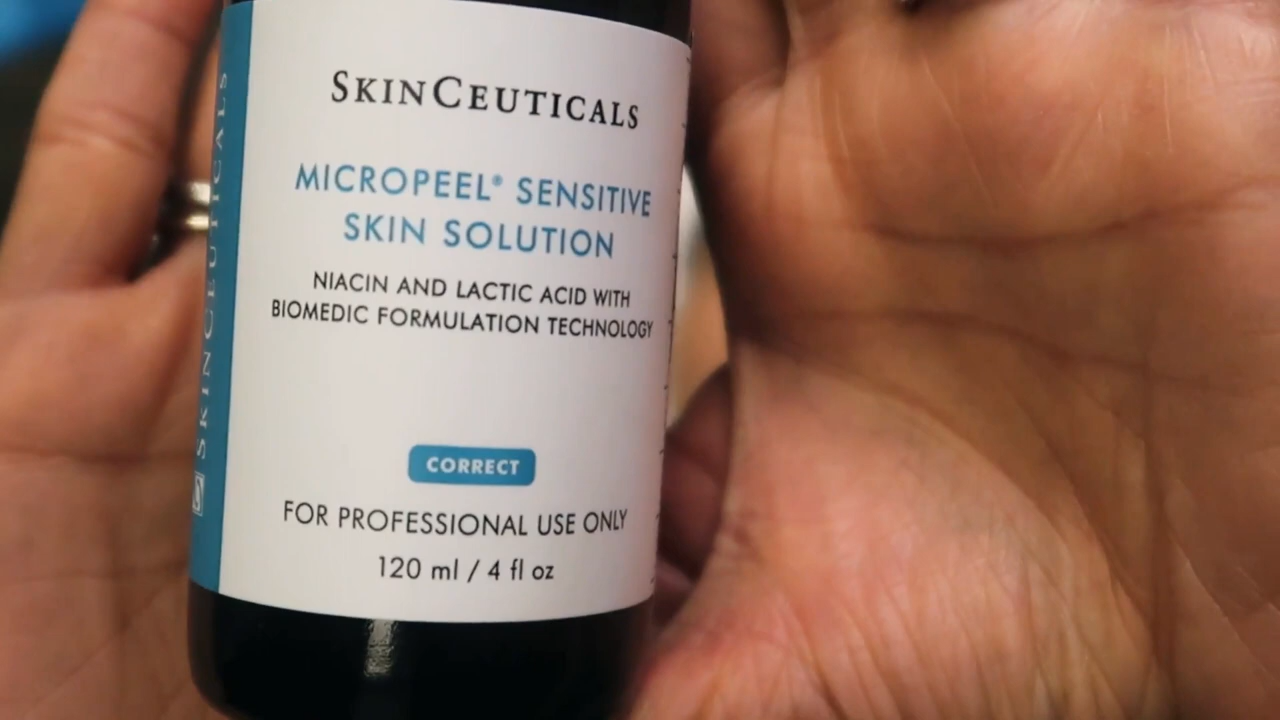 SKINCEUTICALS
MICROPEEL® SENSITIVE
SKIN SOLUTION
NIACIN AND LACTIC ACID WITH
BIOMEDIC FORMULATION TECHNOLOGY
CORRECT
FOR PROFESSIONAL USE ONLY
120 ml / 4 fl oz
SKINCEUTICALS